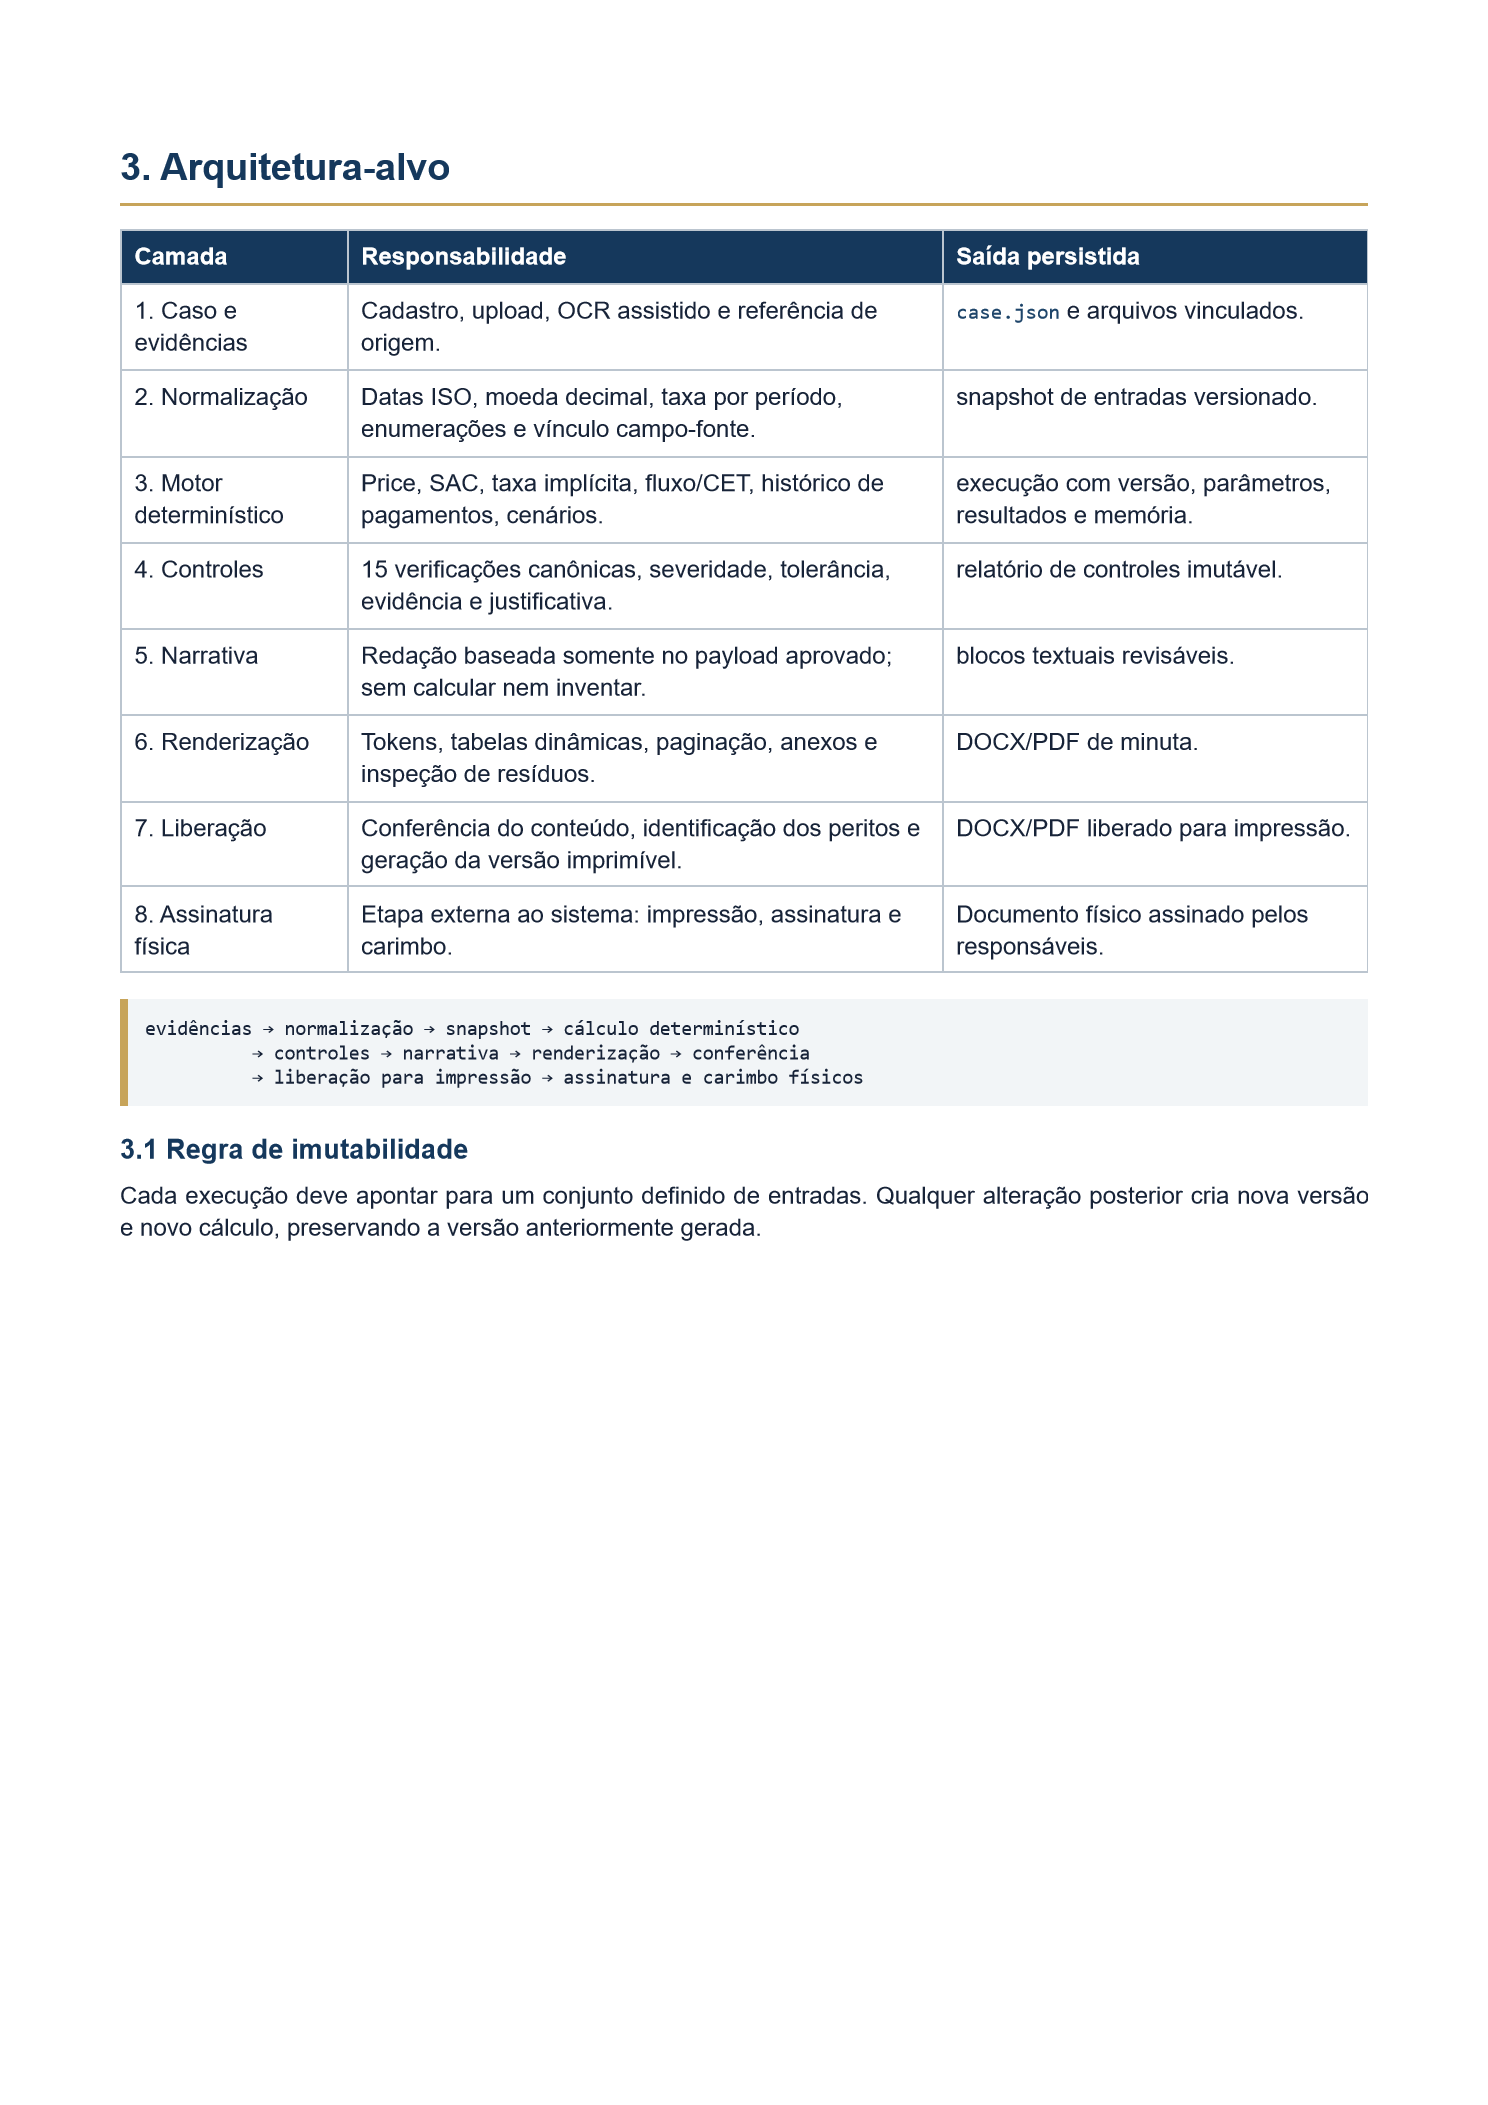 3. Arquitetura-alvo
Camada
Responsabilidade
Saída persistida
1. Caso e
evidências
Cadastro, upload, OCR assistido e referência de
origem.
case.json e arquivos vinculados.
2. Normalização
Datas ISO, moeda decimal, taxa por período,
enumerações e vínculo campo-fonte.
snapshot de entradas versionado.
3. Motor
determinístico
Price, SAC, taxa implícita, fluxo/CET, histórico de
pagamentos, cenários.
execução com versão, parâmetros,
resultados e memória.
4. Controles
15 verificações canônicas, severidade, tolerância,
evidência e justificativa.
relatório de controles imutável.
5. Narrativa
Redação baseada somente no payload aprovado;
sem calcular nem inventar.
blocos textuais revisáveis.
6. Renderização
Tokens, tabelas dinâmicas, paginação, anexos e
inspeção de resíduos.
DOCX/PDF de minuta.
7. Liberação
Conferência do conteúdo, identificação dos peritos e
geração da versão imprimível.
DOCX/PDF liberado para impressão.
8. Assinatura
física
Etapa externa ao sistema: impressão, assinatura e
carimbo.
Documento físico assinado pelos
responsáveis.
evidências → normalização → snapshot → cálculo determinístico
→ controles → narrativa → renderização → conferência
→ liberação para impressão → assinatura e carimbo físicos
3.1 Regra de imutabilidade
Cada execução deve apontar para um conjunto definido de entradas. Qualquer alteração posterior cria nova versão
e novo cálculo, preservando a versão anteriormente gerada.